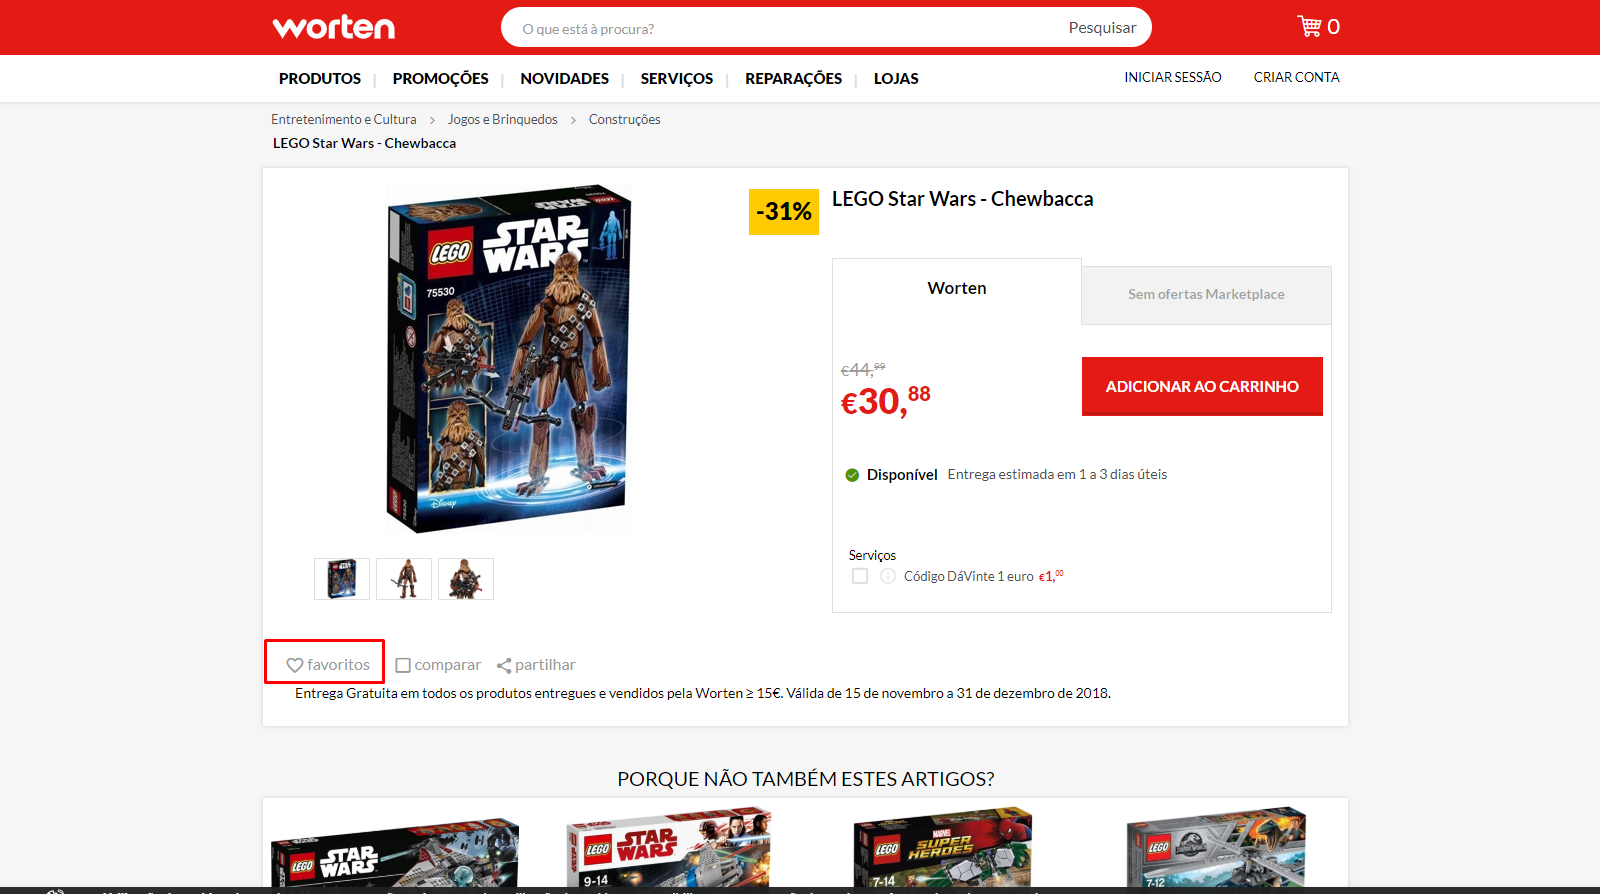 worten
O que está à procura?
Pesquisar
0
PRODUTOS
PROMOÇÕES
NOVIDADES
SERVIÇOS
REPARAÇÕES
LOJAS
INICIAR SESSÃO
CRIAR CONTA
Entretenimento e Cultura > Jogos e Brinquedos > Construções
LEGO Star Wars - Chewbacca
LEGO
STAR WARS
75530
Disney
-31%
LEGO Star Wars - Chewbacca
Worten
Sem ofertas Marketplace
€44,99
€30,88
ADICIONAR AO CARRINHO
Disponível Entrega estimada em 1 a 3 dias úteis
Serviços
Código DáVinte 1 euro €1,00
favoritos
comparar
partilhar
Entrega Gratuita em todos os produtos entregues e vendidos pela Worten ≥ 15€. Válida de 15 de novembro a 31 de dezembro de 2018.
PORQUE NÃO TAMBÉM ESTES ARTIGOS?
LEGO
STAR WARS
LEGO
STAR WARS
9-14
LEGO
MARVEL
SUPER HEROES
7-14
LEGO
7-12